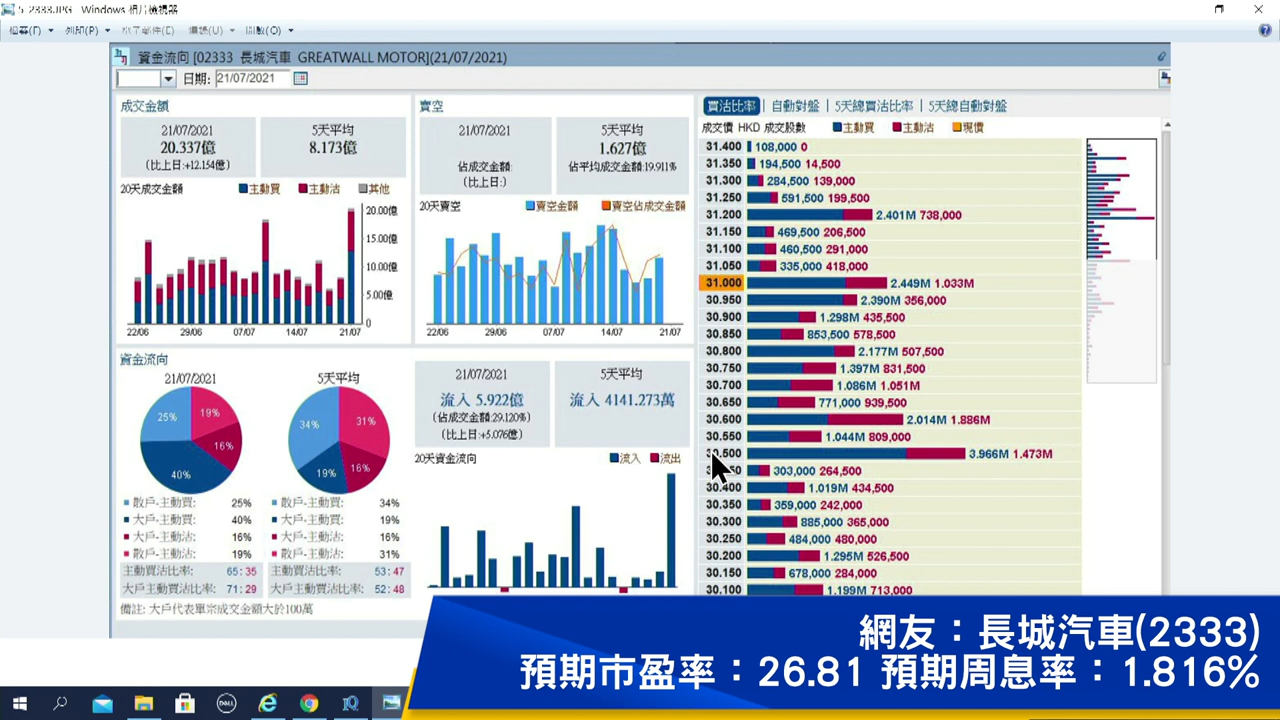 5-2333.JPG - Windows 相片檢視器
檔案(F) 列印(P) 電子郵件(E) 燒錄(U) 開啟(O)
資金流向 [02333 長城汽車 GREATWALL MOTOR](21/07/2021)
日期: 21/07/2021
成交金額
21/07/2021
20.337億
(比上日:+12.154億)
5天平均
8.173億
20天成交金額 主動買 主動沽 其他
20.00億
15.00億
10.00億
5.00億
0
22/06 29/06 07/07 14/07 21/07
賣空
21/07/2021
佔成交金額:
(比上日:)
5天平均
1.627億
佔平均成交金額:19.911%
20天賣空 賣空金額 賣空佔成交金額
22/06 29/06 07/07 14/07 21/07
資金流向
21/07/2021 5天平均
25% 19% 16% 40%
34% 31% 16% 19%
散戶-主動買: 25% 散戶-主動買: 34%
大戶-主動買: 40% 大戶-主動買: 19%
大戶-主動沽: 16% 大戶-主動沽: 16%
散戶-主動沽: 19% 散戶-主動沽: 31%
主動買沽比率: 65:35 主動買沽比率: 53:47
大戶主動買沽比率: 71:29 大戶主動買沽比率: 52:48
備註: 大戶代表單宗成交金額大於100萬
21/07/2021
流入 5.922億
(佔成交金額:29.120%)
(比上日:+5.076億)
5天平均
流入 4141.273萬
20天資金流向 流入 流出
買沽比率 | 自動對盤 | 5天總買沽比率 | 5天總自動對盤
成交價 HKD 成交股數 主動買 主動沽 現價
31.400 108,000 0
31.350 194,500 14,500
31.300 284,500 139,000
31.250 591,500 199,500
31.200 2.401M 738,000
31.150 469,500 206,500
31.100 460,500 291,000
31.050 335,000 418,000
31.000 2.449M 1.033M
30.950 2.390M 356,000
30.900 1.298M 435,500
30.850 853,500 578,500
30.800 2.177M 507,500
30.750 1.397M 831,500
30.700 1.086M 1.051M
30.650 771,000 939,500
30.600 2.014M 1.886M
30.550 1.044M 809,000
3.966M 1.473M
303,000 264,500
30.400 1.019M 434,500
30.350 359,000 242,000
30.300 885,000 365,000
30.250 484,000 480,000
30.200 1.295M 526,500
30.150 678,000 284,000
30.100 1.199M 713,000
網友：長城汽車(2333)
預期市盈率：26.81 預期周息率：1.816%